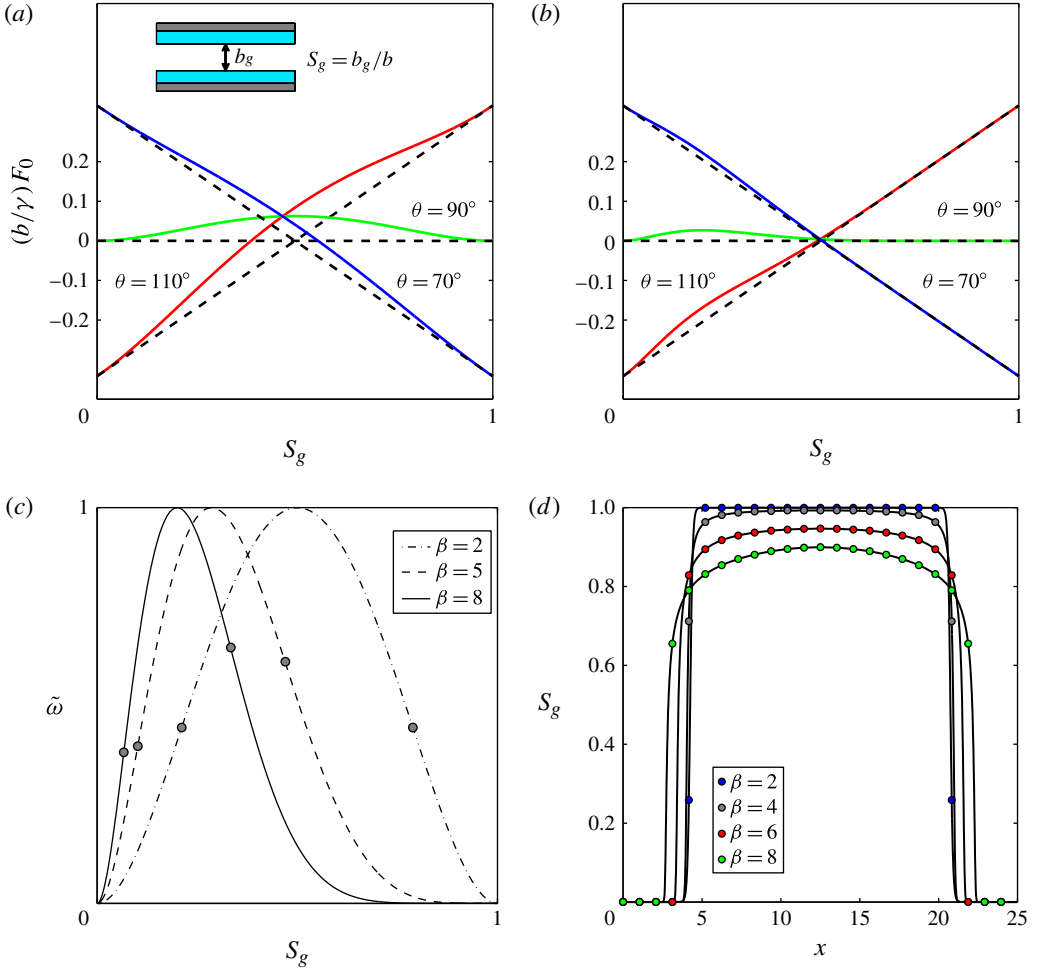 (a)
b_g
S_g = b_g/b
(b/γ) F_0
0.2
0.1
0
−0.1
−0.2
θ = 90°
θ = 110°
θ = 70°
0
1
S_g
(b)
0.2
0.1
0
−0.1
−0.2
θ = 90°
θ = 110°
θ = 70°
0
1
S_g
(c)
1
β = 2
β = 5
β = 8
ω̃
0
1
S_g
(d)
1.0
0.8
0.6
S_g
0.4
0.2
β = 2
β = 4
β = 6
β = 8
0
5
10
15
20
25
x